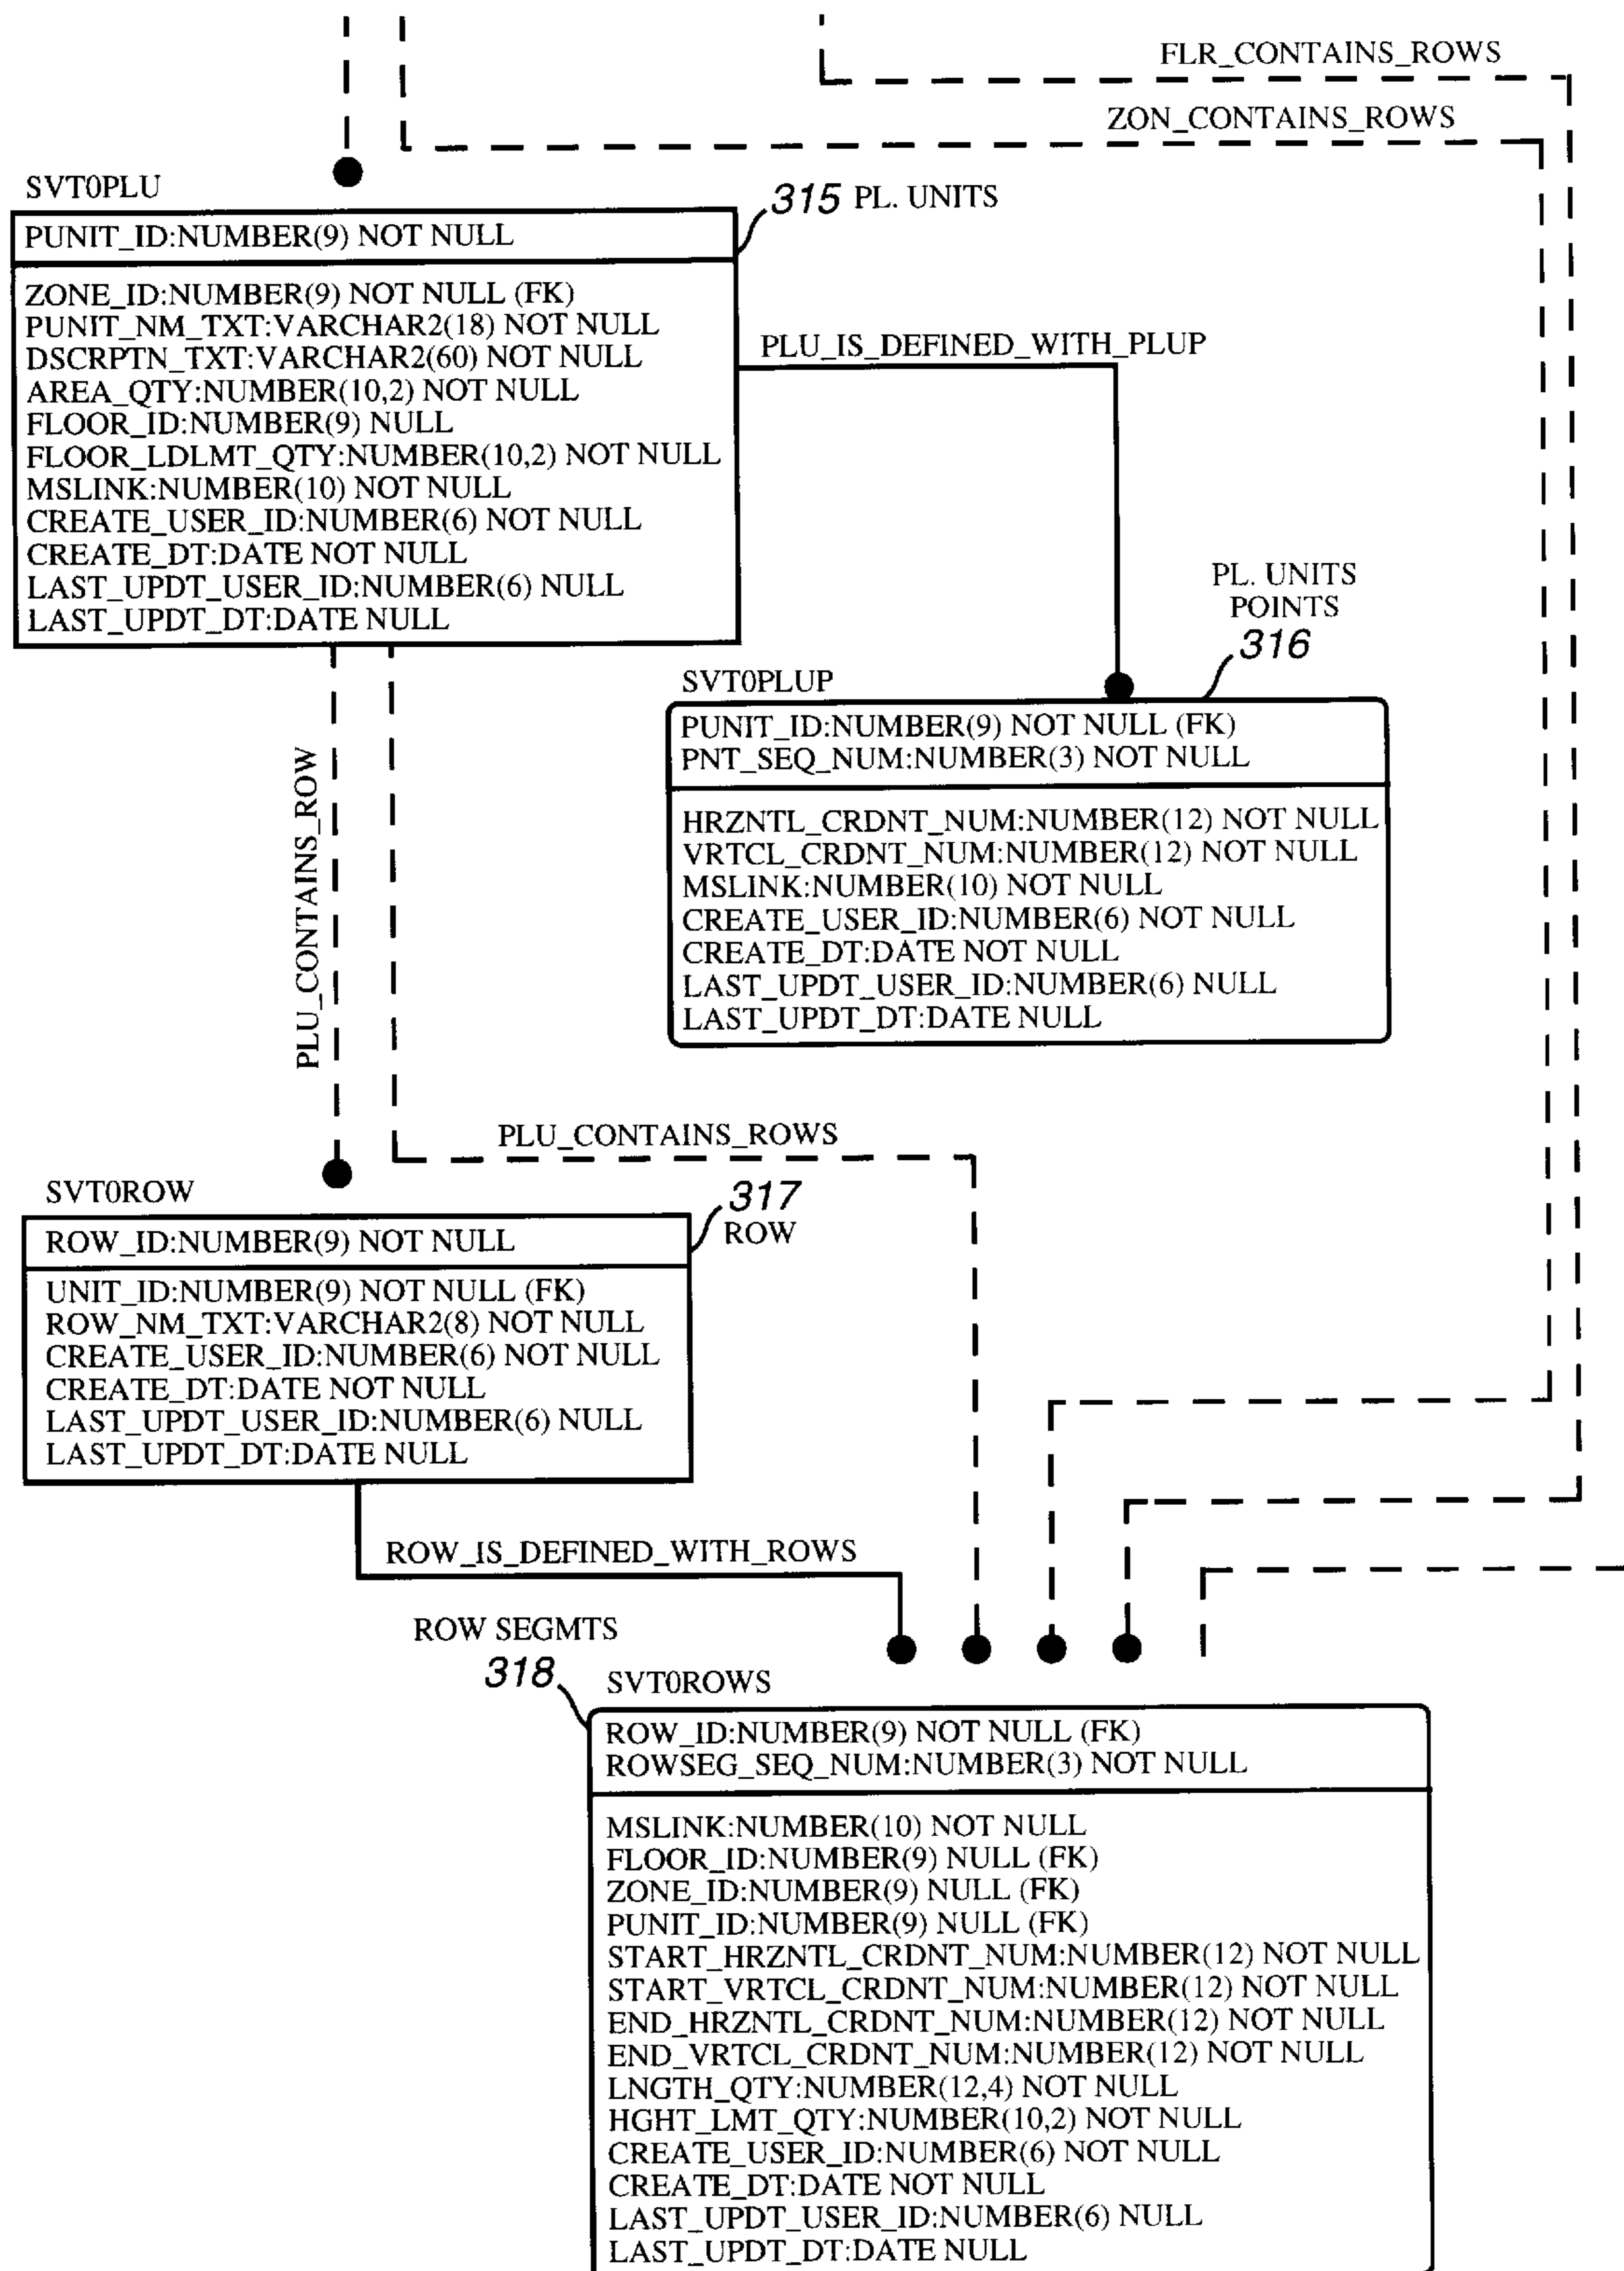 FLR_CONTAINS_ROWS
ZON_CONTAINS_ROWS
SVT0PLU
315 PL. UNITS
PUNIT_ID:NUMBER(9) NOT NULL
ZONE_ID:NUMBER(9) NOT NULL (FK)
PUNIT_NM_TXT:VARCHAR2(18) NOT NULL
DSCRPTN_TXT:VARCHAR2(60) NOT NULL
AREA_QTY:NUMBER(10,2) NOT NULL
FLOOR_ID:NUMBER(9) NULL
FLOOR_LDLMT_QTY:NUMBER(10,2) NOT NULL
MSLINK:NUMBER(10) NOT NULL
CREATE_USER_ID:NUMBER(6) NOT NULL
CREATE_DT:DATE NOT NULL
LAST_UPDT_USER_ID:NUMBER(6) NULL
LAST_UPDT_DT:DATE NULL
PLU_IS_DEFINED_WITH_PLUP
PL. UNITS
POINTS
316
SVT0PLUP
PUNIT_ID:NUMBER(9) NOT NULL (FK)
PNT_SEQ_NUM:NUMBER(3) NOT NULL
HRZNTL_CRDNT_NUM:NUMBER(12) NOT NULL
VRTCL_CRDNT_NUM:NUMBER(12) NOT NULL
MSLINK:NUMBER(10) NOT NULL
CREATE_USER_ID:NUMBER(6) NOT NULL
CREATE_DT:DATE NOT NULL
LAST_UPDT_USER_ID:NUMBER(6) NULL
LAST_UPDT_DT:DATE NULL
PLU_CONTAINS_ROW
PLU_CONTAINS_ROWS
SVT0ROW
317
ROW
ROW_ID:NUMBER(9) NOT NULL
UNIT_ID:NUMBER(9) NOT NULL (FK)
ROW_NM_TXT:VARCHAR2(8) NOT NULL
CREATE_USER_ID:NUMBER(6) NOT NULL
CREATE_DT:DATE NOT NULL
LAST_UPDT_USER_ID:NUMBER(6) NULL
LAST_UPDT_DT:DATE NULL
ROW_IS_DEFINED_WITH_ROWS
ROW SEGMTS
318
SVT0ROWS
ROW_ID:NUMBER(9) NOT NULL (FK)
ROWSEG_SEQ_NUM:NUMBER(3) NOT NULL
MSLINK:NUMBER(10) NOT NULL
FLOOR_ID:NUMBER(9) NULL (FK)
ZONE_ID:NUMBER(9) NULL (FK)
PUNIT_ID:NUMBER(9) NULL (FK)
START_HRZNTL_CRDNT_NUM:NUMBER(12) NOT NULL
START_VRTCL_CRDNT_NUM:NUMBER(12) NOT NULL
END_HRZNTL_CRDNT_NUM:NUMBER(12) NOT NULL
END_VRTCL_CRDNT_NUM:NUMBER(12) NOT NULL
LNGTH_QTY:NUMBER(12,4) NOT NULL
HGHT_LMT_QTY:NUMBER(10,2) NOT NULL
CREATE_USER_ID:NUMBER(6) NOT NULL
CREATE_DT:DATE NOT NULL
LAST_UPDT_USER_ID:NUMBER(6) NULL
LAST_UPDT_DT:DATE NULL